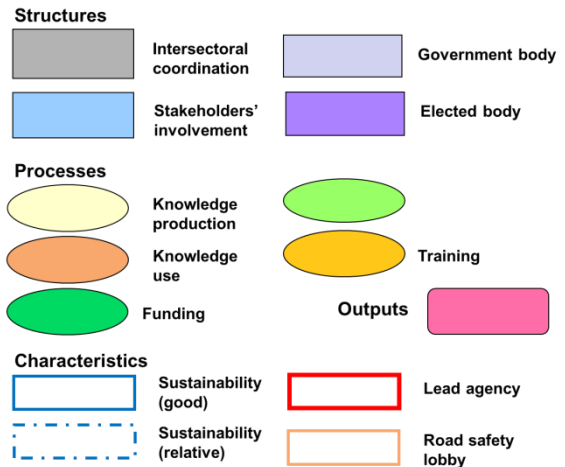 Structures
Intersectoral
coordination
Government body
Stakeholders’
involvement
Elected body
Processes
Knowledge
production
Knowledge
use
Training
Funding
Outputs
Characteristics
Sustainability
(good)
Lead agency
Sustainability
(relative)
Road safety
lobby